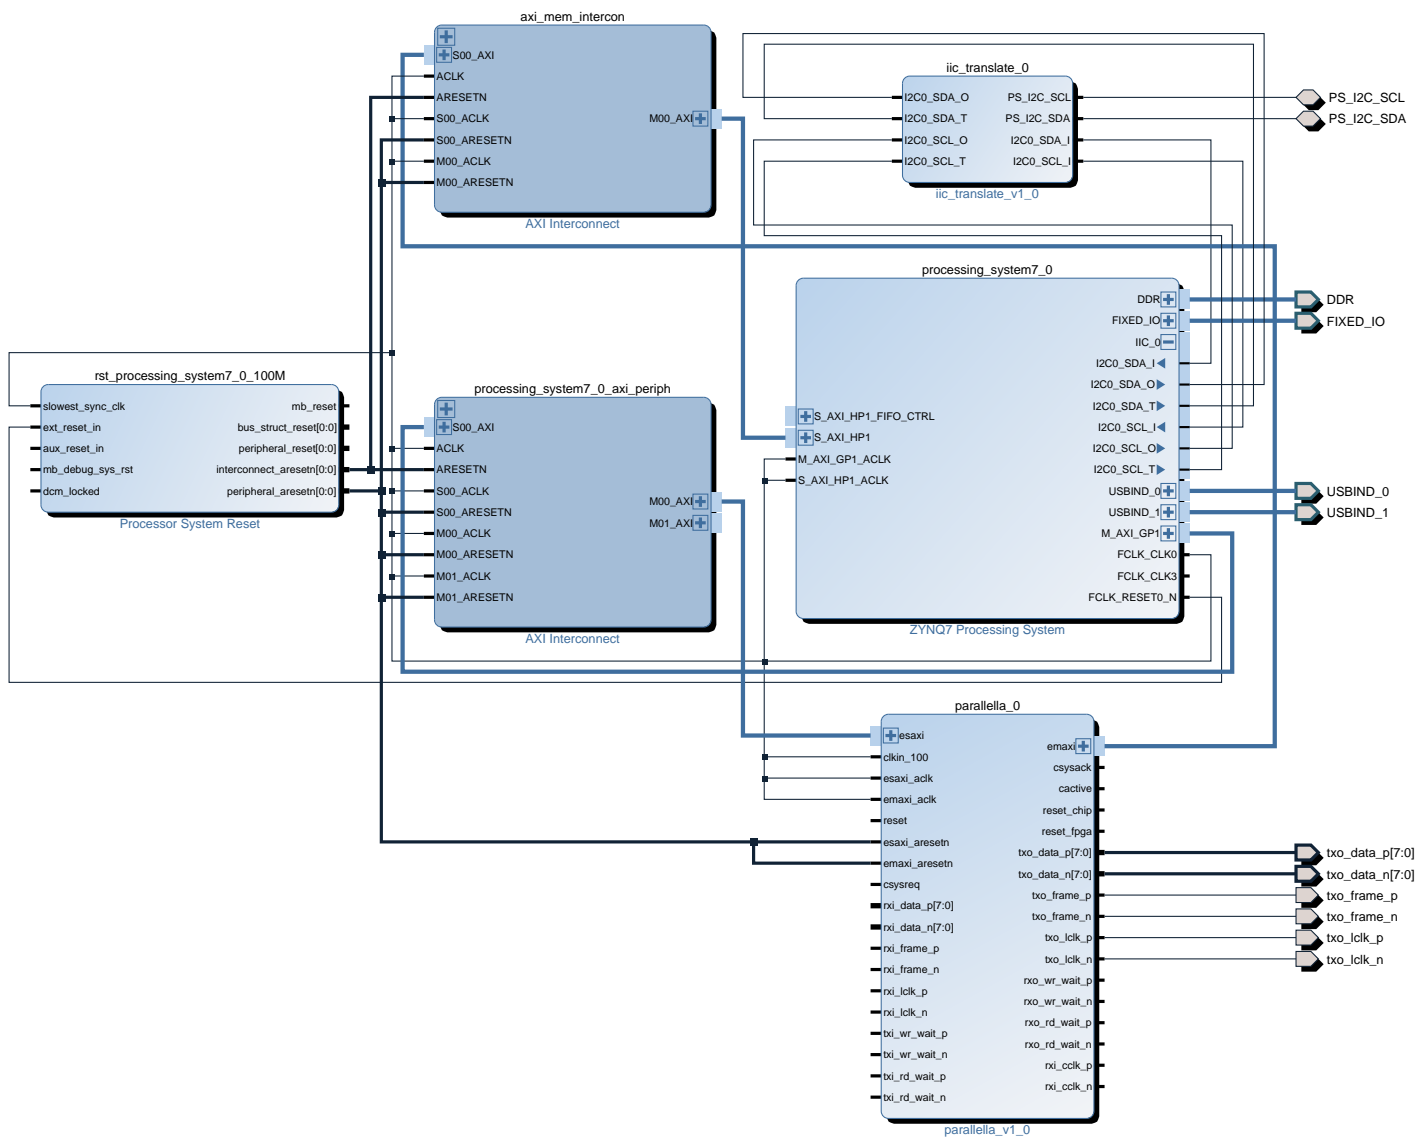 axi_mem_intercon
S00_AXI
ACLK
ARESETN
S00_ACLK
S00_ARESETN
M00_ACLK
M00_ARESETN
M00_AXI
AXI Interconnect
iic_translate_0
I2C0_SDA_O
I2C0_SDA_T
I2C0_SCL_O
I2C0_SCL_T
PS_I2C_SCL
PS_I2C_SDA
I2C0_SDA_I
I2C0_SCL_I
iic_translate_v1_0
PS_I2C_SCL
PS_I2C_SDA
processing_system7_0
S_AXI_HP1_FIFO_CTRL
S_AXI_HP1
M_AXI_GP1_ACLK
S_AXI_HP1_ACLK
DDR
FIXED_IO
IIC_0
I2C0_SDA_I
I2C0_SDA_O
I2C0_SDA_T
I2C0_SCL_I
I2C0_SCL_O
I2C0_SCL_T
USBIND_0
USBIND_1
M_AXI_GP1
FCLK_CLK0
FCLK_CLK3
FCLK_RESET0_N
ZYNQ7 Processing System
DDR
FIXED_IO
USBIND_0
USBIND_1
rst_processing_system7_0_100M
slowest_sync_clk
ext_reset_in
aux_reset_in
mb_debug_sys_rst
dcm_locked
mb_reset
bus_struct_reset[0:0]
peripheral_reset[0:0]
interconnect_aresetn[0:0]
peripheral_aresetn[0:0]
Processor System Reset
processing_system7_0_axi_periph
S00_AXI
ACLK
ARESETN
S00_ACLK
S00_ARESETN
M00_ACLK
M00_ARESETN
M01_ACLK
M01_ARESETN
M00_AXI
M01_AXI
AXI Interconnect
parallella_0
esaxi
clkin_100
esaxi_aclk
emaxi_aclk
reset
esaxi_aresetn
emaxi_aresetn
csysreq
rxi_data_p[7:0]
rxi_data_n[7:0]
rxi_frame_p
rxi_frame_n
rxi_lclk_p
rxi_lclk_n
txi_wr_wait_p
txi_wr_wait_n
txi_rd_wait_p
txi_rd_wait_n
emaxi
csysack
cactive
reset_chip
reset_fpga
txo_data_p[7:0]
txo_data_n[7:0]
txo_frame_p
txo_frame_n
txo_lclk_p
txo_lclk_n
rxo_wr_wait_p
rxo_wr_wait_n
rxo_rd_wait_p
rxo_rd_wait_n
rxi_cclk_p
rxi_cclk_n
parallella_v1_0
txo_data_p[7:0]
txo_data_n[7:0]
txo_frame_p
txo_frame_n
txo_lclk_p
txo_lclk_n